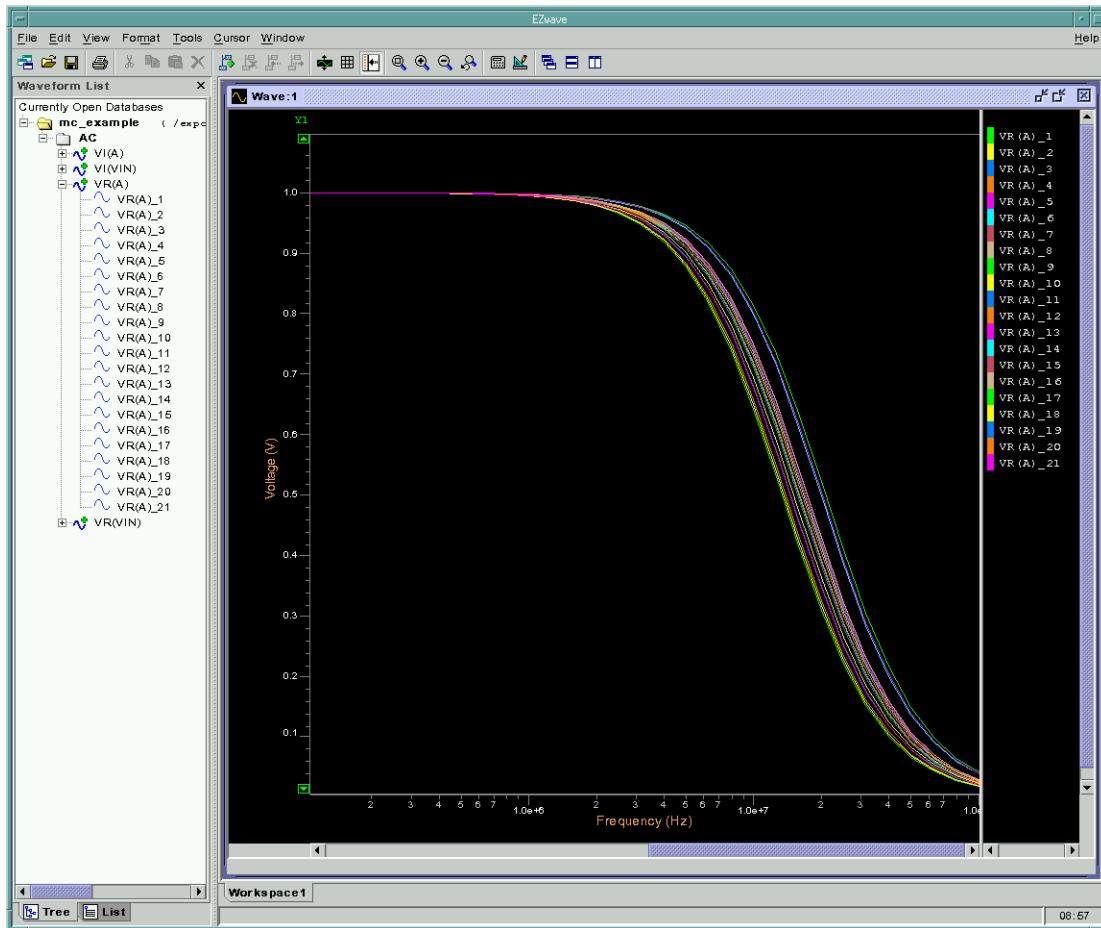 EZwave
File Edit View Format Tools Cursor Window Help
Waveform List X
Currently Open Databases
mc_example ( /expc
AC
VI(A)
VI(VIN)
VR(A)
VR(A)_1
VR(A)_2
VR(A)_3
VR(A)_4
VR(A)_5
VR(A)_6
VR(A)_7
VR(A)_8
VR(A)_9
VR(A)_10
VR(A)_11
VR(A)_12
VR(A)_13
VR(A)_14
VR(A)_15
VR(A)_16
VR(A)_17
VR(A)_18
VR(A)_19
VR(A)_20
VR(A)_21
VR(VIN)
Tree List
Wave:1
Y1
1.0
0.9
0.8
0.7
0.6
0.5
0.4
0.3
0.2
0.1
Voltage (V)
2 3 4 5 6 7 1.0e+6 2 3 4 5 6 7 1.0e+7 2 3 4 5 6 7 1.0e
Frequency (Hz)
VR(A)_1
VR(A)_2
VR(A)_3
VR(A)_4
VR(A)_5
VR(A)_6
VR(A)_7
VR(A)_8
VR(A)_9
VR(A)_10
VR(A)_11
VR(A)_12
VR(A)_13
VR(A)_14
VR(A)_15
VR(A)_16
VR(A)_17
VR(A)_18
VR(A)_19
VR(A)_20
VR(A)_21
Workspace1
08:57